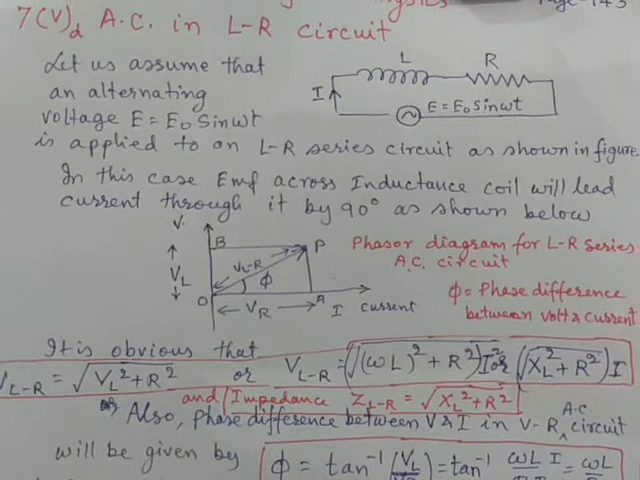 7(V)d A.C. in L-R circuit
Page-143
Let us assume that
an alternating
voltage E = E₀ Sinωt
L R
I
E = E₀ Sinωt
is applied to an L-R series circuit as shown in figure.
In this case Emf across Inductance coil will lead
current through it by 90° as shown below
V
B P
VL
VL-R
ϕ
O VR A I current
Phasor diagram for L-R series
A.C. circuit
ϕ = Phase difference
between volt & current
It is obvious that
VL-R = √VL² + R² or VL-R = (√(ωL)² + R²) I or (√XL² + R²) I
and Impedance ZL-R = √XL² + R²
Also, phase difference between V & I in V-R A.C. circuit
will be given by ϕ = tan⁻¹ (VL = tan⁻¹ ωL I = ωL